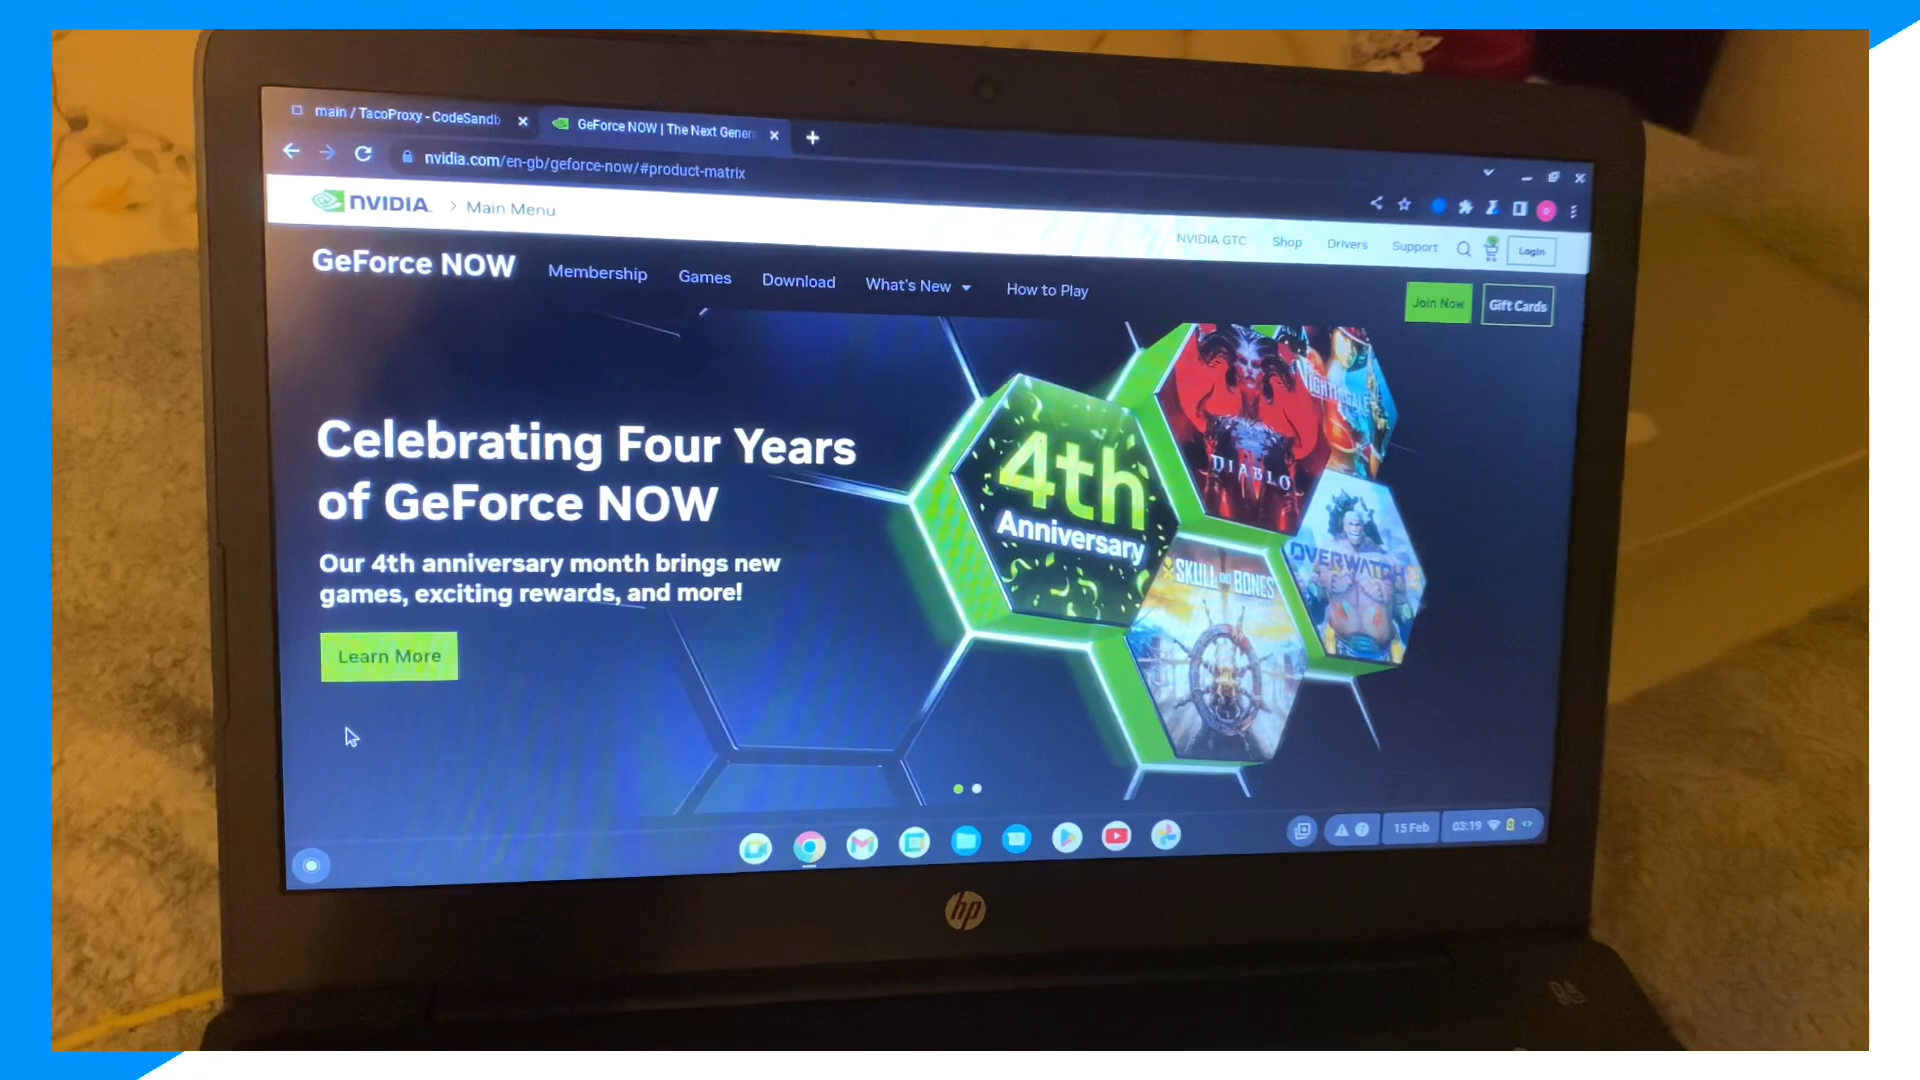 main / TacoProxy - CodeSandb
GeForce NOW | The Next Gener
nvidia.com/en-gb/geforce-now/#product-matrix
NVIDIA
Main Menu
NVIDIA GTC
Shop
Drivers
Support
Login
GeForce NOW
Membership
Games
Download
What's New
How to Play
Join Now
Gift Cards
Celebrating Four Years
of GeForce NOW
Our 4th anniversary month brings new
games, exciting rewards, and more!
Learn More
4th
Anniversary
DIABLO
NIGHTINGALE
OVERWATCH
SKULL AND BONES
15 Feb
03:19
hp